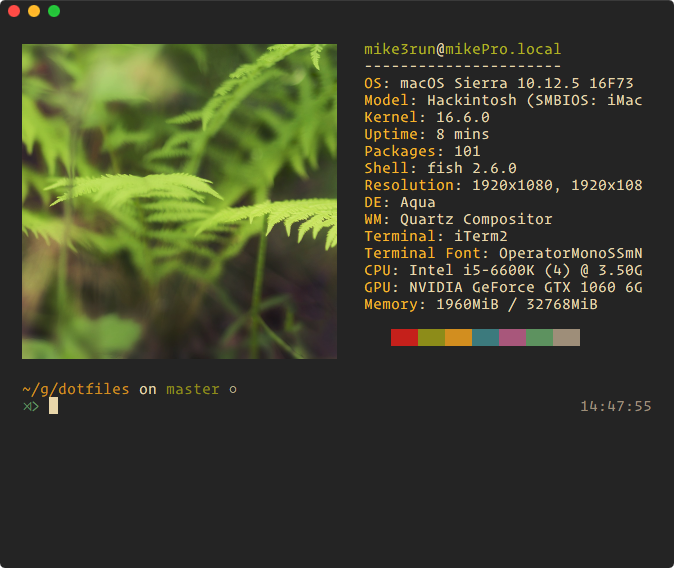 mike3run@mikePro.local
----------------------
OS: macOS Sierra 10.12.5 16F73
Model: Hackintosh (SMBIOS: iMac
Kernel: 16.6.0
Uptime: 8 mins
Packages: 101
Shell: fish 2.6.0
Resolution: 1920x1080, 1920x108
DE: Aqua
WM: Quartz Compositor
Terminal: iTerm2
Terminal Font: OperatorMonoSSmN
CPU: Intel i5-6600K (4) @ 3.50G
GPU: NVIDIA GeForce GTX 1060 6G
Memory: 1960MiB / 32768MiB
~/g/dotfiles on master ○
⋊> 14:47:55